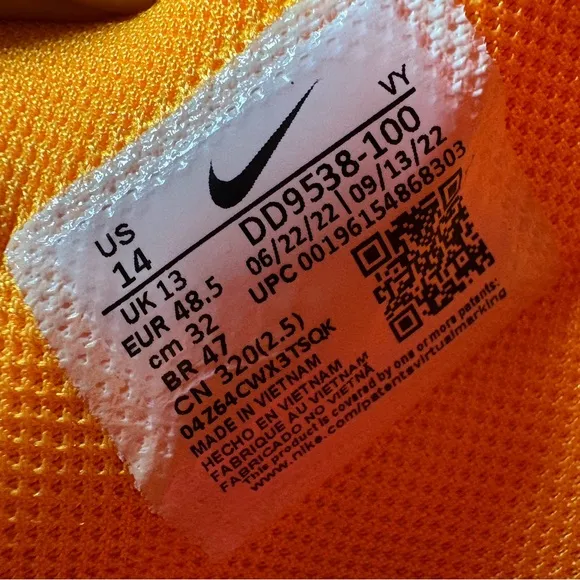 VY
US
14
DD9538-100
06/22/22 09/13/22
UPC 00196154868303
UK 13
EUR 48.5
cm 32
BR 47
CN 320(2.5)
04Z64CWX3TSQK
MADE IN VIETNAM
HECHO EN VIETNAM
FABRIQUE AU VIETNAM
FABRICADO NO VIETNÃ
This product is covered by one or more patents:
www.nike.com/patentsvirtualmarking